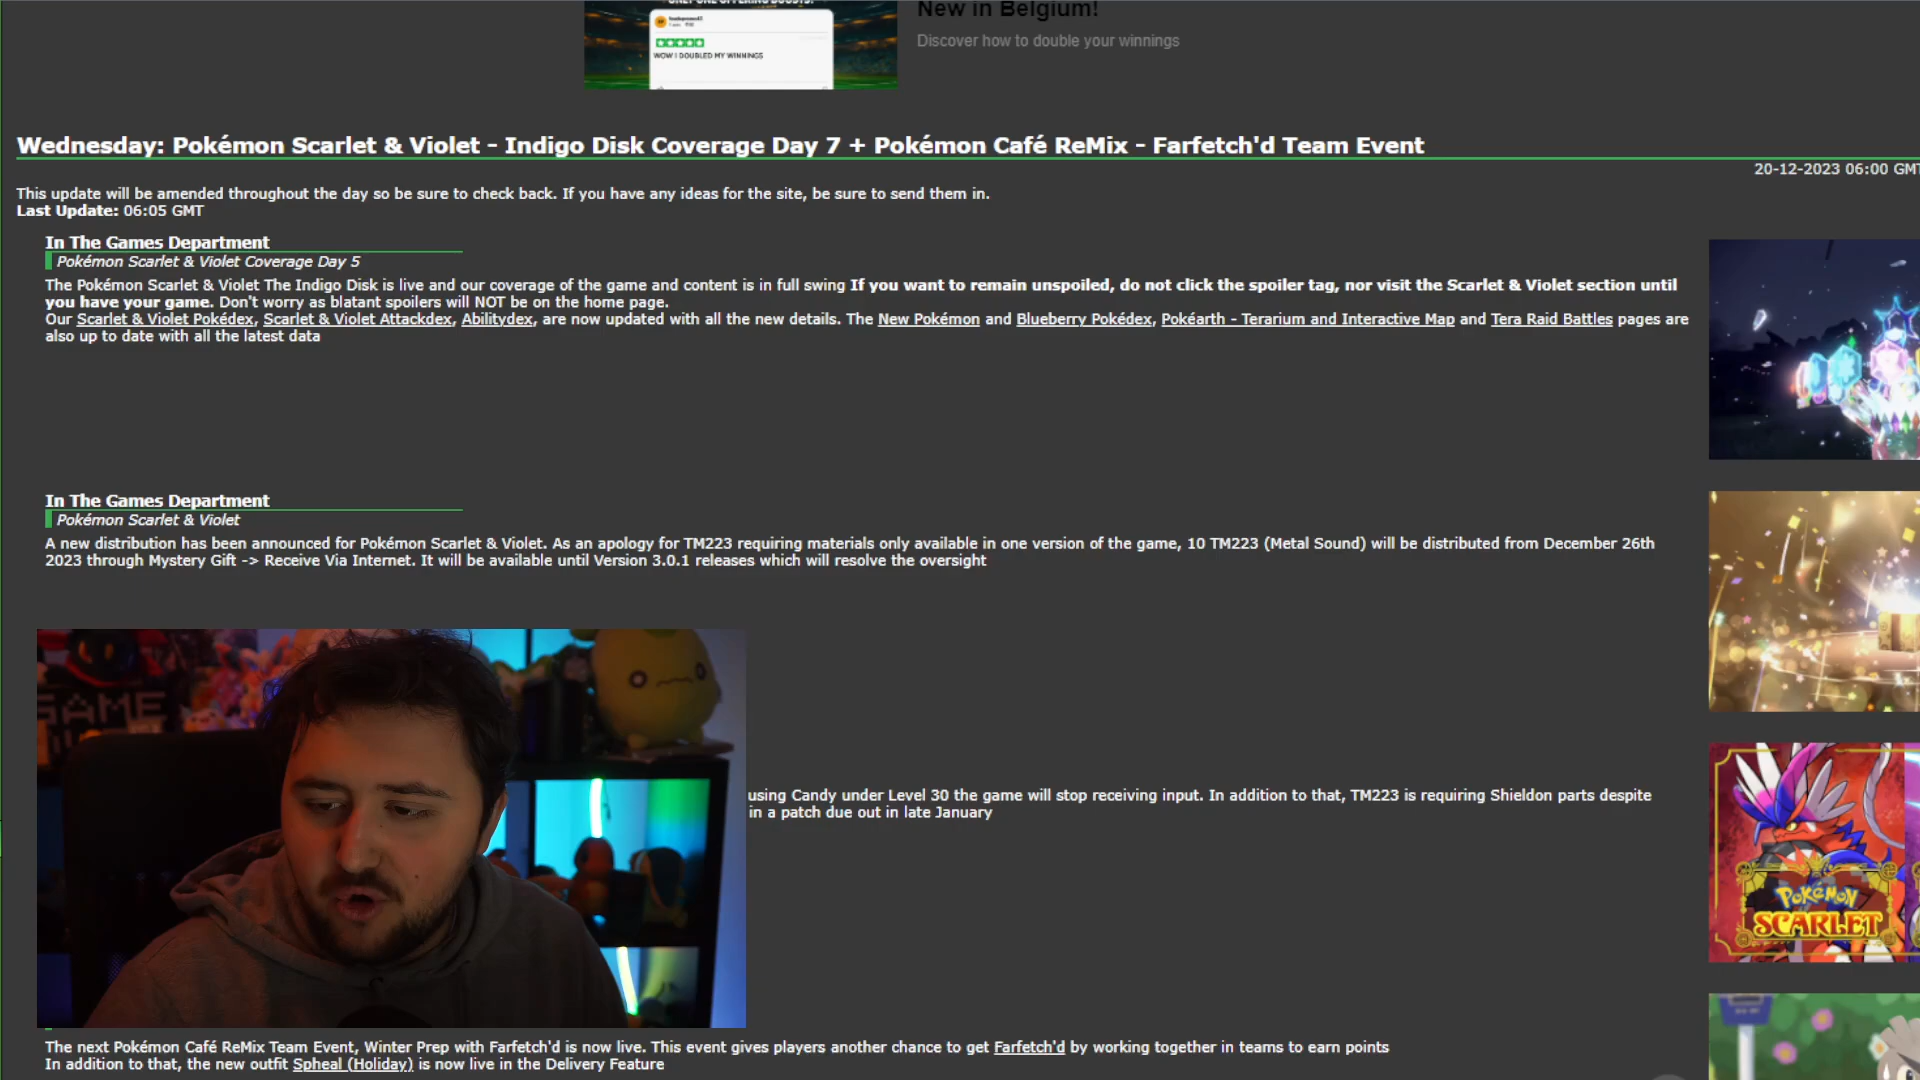 New in Belgium!
Discover how to double your winnings
WOW I DOUBLED MY WINNINGS
Wednesday: Pokémon Scarlet & Violet - Indigo Disk Coverage Day 7 + Pokémon Café ReMix - Farfetch'd Team Event
20-12-2023 06:00 GMT
This update will be amended throughout the day so be sure to check back. If you have any ideas for the site, be sure to send them in.
Last Update: 06:05 GMT
In The Games Department
Pokémon Scarlet & Violet Coverage Day 5
The Pokémon Scarlet & Violet The Indigo Disk is live and our coverage of the game and content is in full swing If you want to remain unspoiled, do not click the spoiler tag, nor visit the Scarlet & Violet section until
you have your game. Don't worry as blatant spoilers will NOT be on the home page.
Our Scarlet & Violet Pokédex, Scarlet & Violet Attackdex, Abilitydex, are now updated with all the new details. The New Pokémon and Blueberry Pokédex, Pokéarth - Terarium and Interactive Map and Tera Raid Battles pages are
also up to date with all the latest data
In The Games Department
Pokémon Scarlet & Violet
A new distribution has been announced for Pokémon Scarlet & Violet. As an apology for TM223 requiring materials only available in one version of the game, 10 TM223 (Metal Sound) will be distributed from December 26th
2023 through Mystery Gift -> Receive Via Internet. It will be available until Version 3.0.1 releases which will resolve the oversight
GAME
using Candy under Level 30 the game will stop receiving input. In addition to that, TM223 is requiring Shieldon parts despite
in a patch due out in late January
POKéMON
SCARLET
The next Pokémon Café ReMix Team Event, Winter Prep with Farfetch'd is now live. This event gives players another chance to get Farfetch'd by working together in teams to earn points
In addition to that, the new outfit Spheal (Holiday) is now live in the Delivery Feature